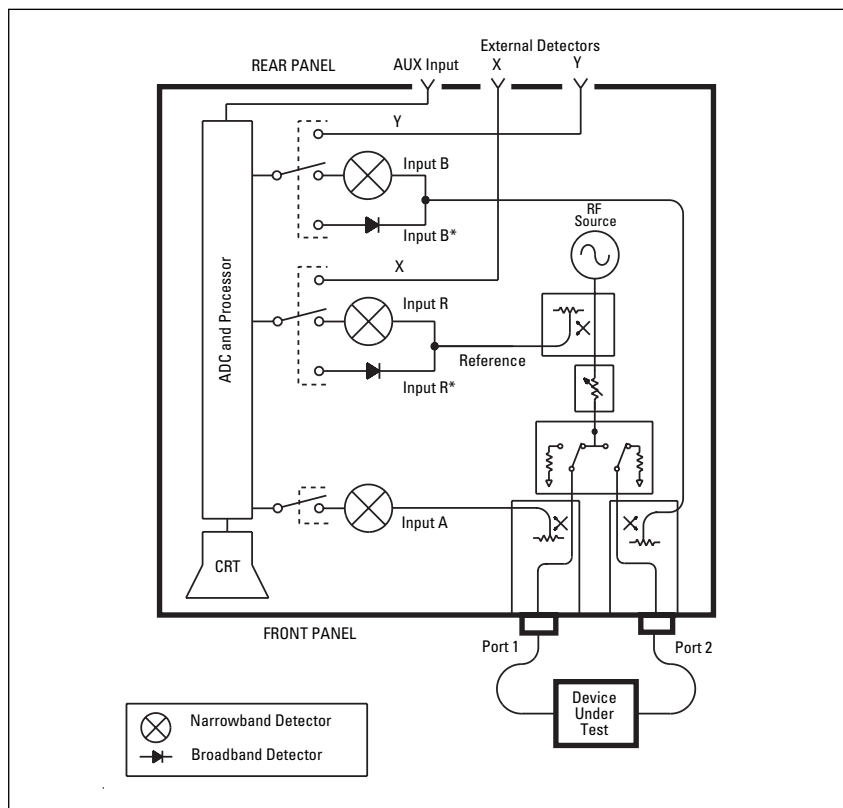 External Detectors
REAR PANEL
AUX Input
X
Y
Y
Input B
Input B*
RF
Source
X
Input R
Reference
Input R*
ADC and Processor
Input A
CRT
FRONT PANEL
Port 1
Port 2
Device
Under
Test
Narrowband Detector
Broadband Detector